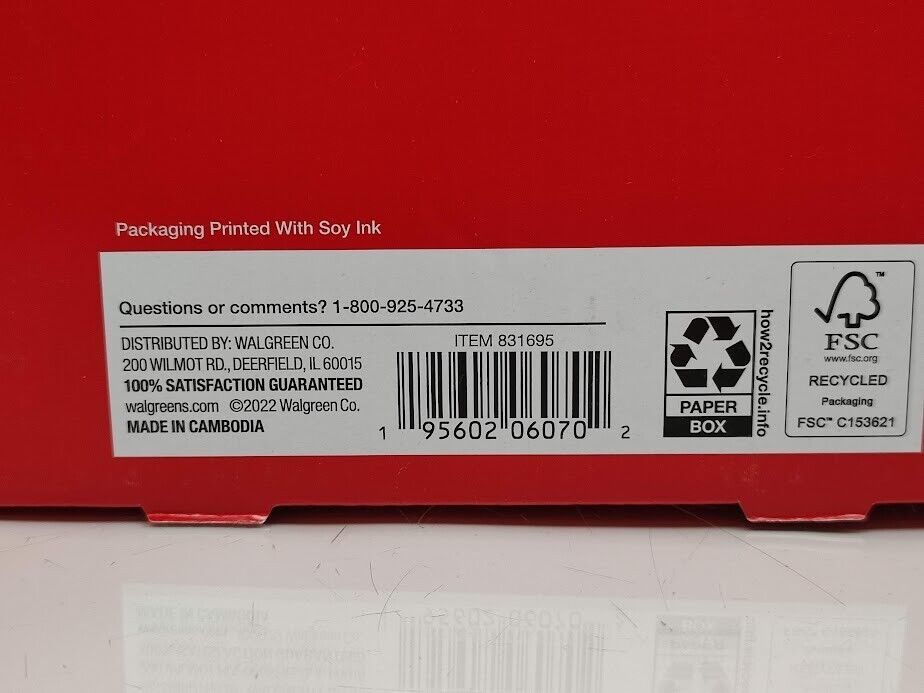 Packaging Printed With Soy Ink
Questions or comments? 1-800-925-4733
DISTRIBUTED BY: WALGREEN CO.
200 WILMOT RD., DEERFIELD, IL 60015
100% SATISFACTION GUARANTEED
walgreens.com ©2022 Walgreen Co.
MADE IN CAMBODIA
ITEM 831695
1 95602 06070 2
PAPER
BOX
how2recycle.info
™
FSC
www.fsc.org
RECYCLED
Packaging
FSC™ C153621